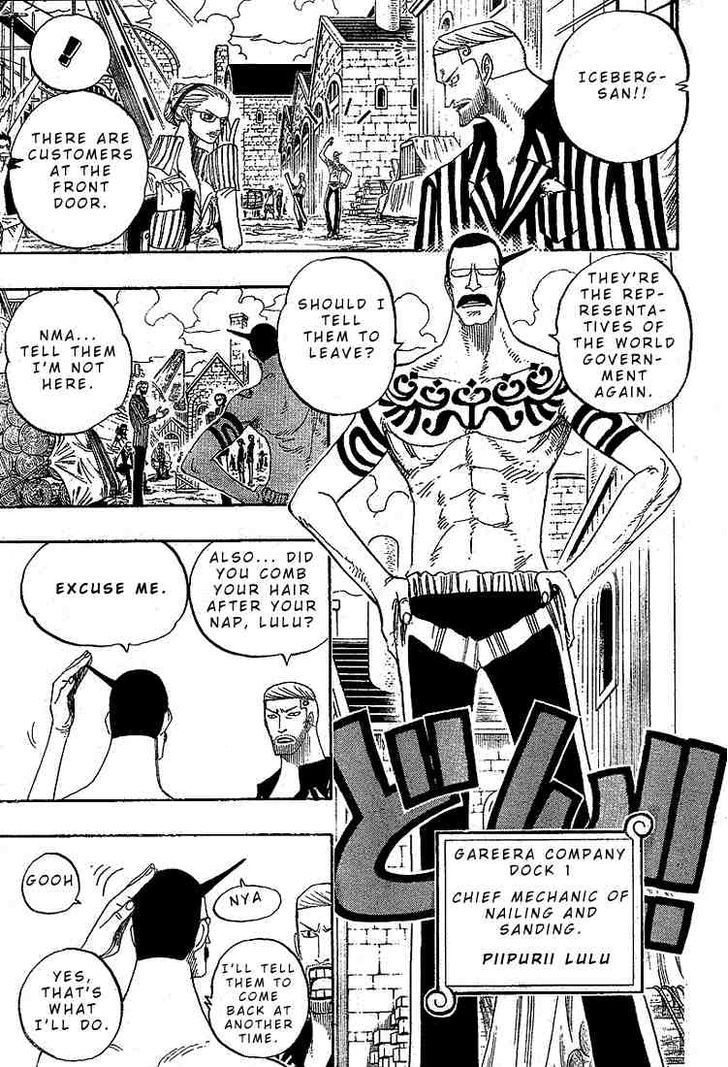 ICEBERG-
SAN!!
!
THERE ARE
CUSTOMERS
AT THE
FRONT
DOOR.
THEY'RE
THE REP-
RESENTA-
TIVES OF
THE WORLD
GOVERN-
MENT
AGAIN.
SHOULD I
TELL
THEM TO
LEAVE?
NMA...
TELL THEM
I'M NOT
HERE.
ALSO... DID
YOU COMB
YOUR HAIR
AFTER YOUR
NAP, LULU?
EXCUSE ME.
どんッ!!
GAREERA COMPANY
DOCK 1
CHIEF MECHANIC OF
NAILING AND
SANDING.
PIIPURII LULU
NYA
GOOH
I'LL TELL
THEM TO
COME
BACK AT
ANOTHER
TIME.
YES,
THAT'S
WHAT
I'LL DO.